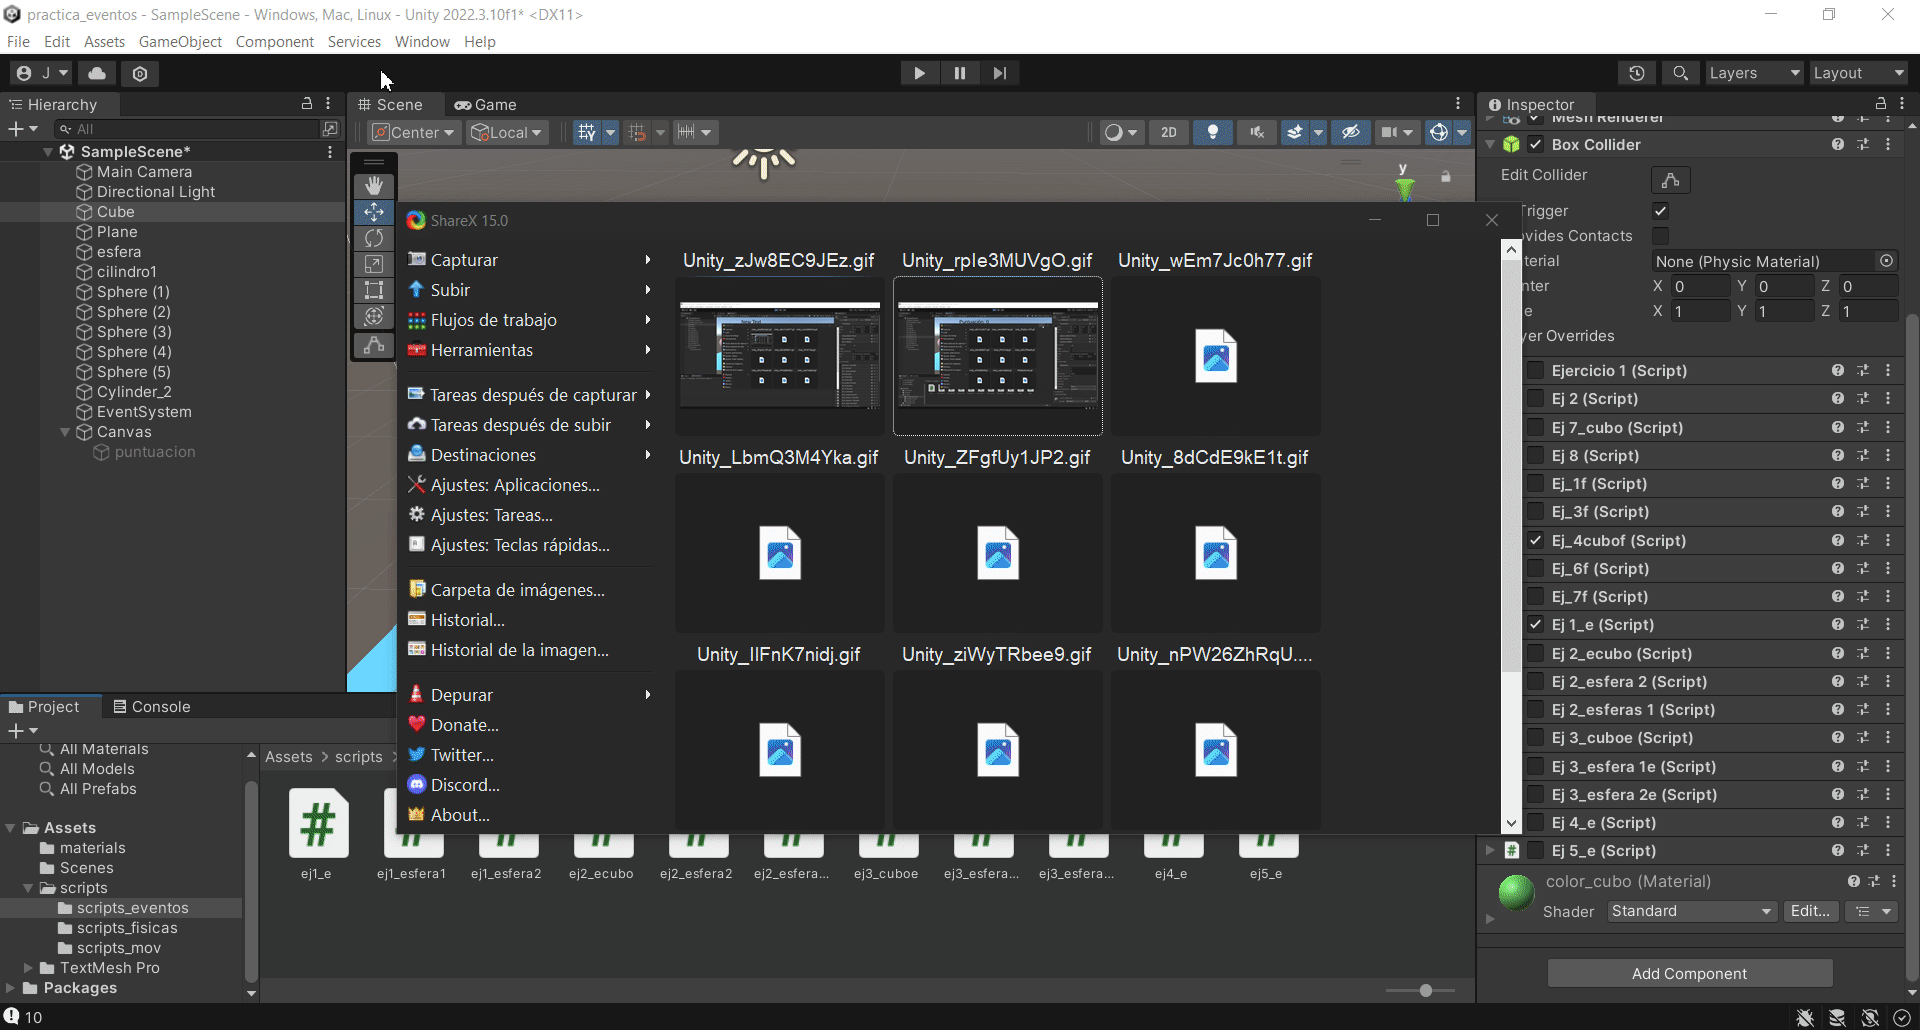 practica_eventos - SampleScene - Windows, Mac, Linux - Unity 2022.3.10f1* <DX11>
File Edit Assets GameObject Component Services Window Help
J
Layers
Layout
Hierarchy
All
SampleScene*
Main Camera
Directional Light
Cube
Plane
esfera
cilindro1
Sphere (1)
Sphere (2)
Sphere (3)
Sphere (4)
Sphere (5)
Cylinder_2
EventSystem
Canvas
puntuacion
Scene
Game
Center
Local
2D
y
ShareX 15.0
Capturar
Subir
Flujos de trabajo
Herramientas
Tareas después de capturar
Tareas después de subir
Destinaciones
Ajustes: Aplicaciones...
Ajustes: Tareas...
Ajustes: Teclas rápidas...
Carpeta de imágenes...
Historial...
Historial de la imagen...
Depurar
Donate...
Twitter...
Discord...
About...
Unity_zJw8EC9JEz.gif
Unity_rpIe3MUVgO.gif
Unity_wEm7Jc0h77.gif
Unity_LbmQ3M4Yka.gif
Unity_ZFgfUy1JP2.gif
Unity_8dCdE9kE1t.gif
Unity_IIFnK7nidj.gif
Unity_ziWyTRbee9.gif
Unity_nPW26ZhRqU....
Inspector
Mesh Renderer
Box Collider
Edit Collider
Trigger
ovides Contacts
terial
None (Physic Material)
nter
X 0 Y 0 Z 0
e
X 1 Y 1 Z 1
yer Overrides
Ejercicio 1 (Script)
Ej 2 (Script)
Ej 7_cubo (Script)
Ej 8 (Script)
Ej_1f (Script)
Ej_3f (Script)
Ej_4cubof (Script)
Ej_6f (Script)
Ej_7f (Script)
Ej 1_e (Script)
Ej 2_ecubo (Script)
Ej 2_esfera 2 (Script)
Ej 2_esferas 1 (Script)
Ej 3_cuboe (Script)
Ej 3_esfera 1e (Script)
Ej 3_esfera 2e (Script)
Ej 4_e (Script)
Ej 5_e (Script)
color_cubo (Material)
Shader
Standard
Edit...
Add Component
Project
Console
All Materials
All Models
All Prefabs
Assets
materials
Scenes
scripts
scripts_eventos
scripts_fisicas
scripts_mov
TextMesh Pro
Packages
Assets > scripts >
ej1_e
ej1_esfera1
ej1_esfera2
ej2_ecubo
ej2_esfera2
ej2_esfera...
ej3_cuboe
ej3_esfera...
ej3_esfera...
ej4_e
ej5_e
10